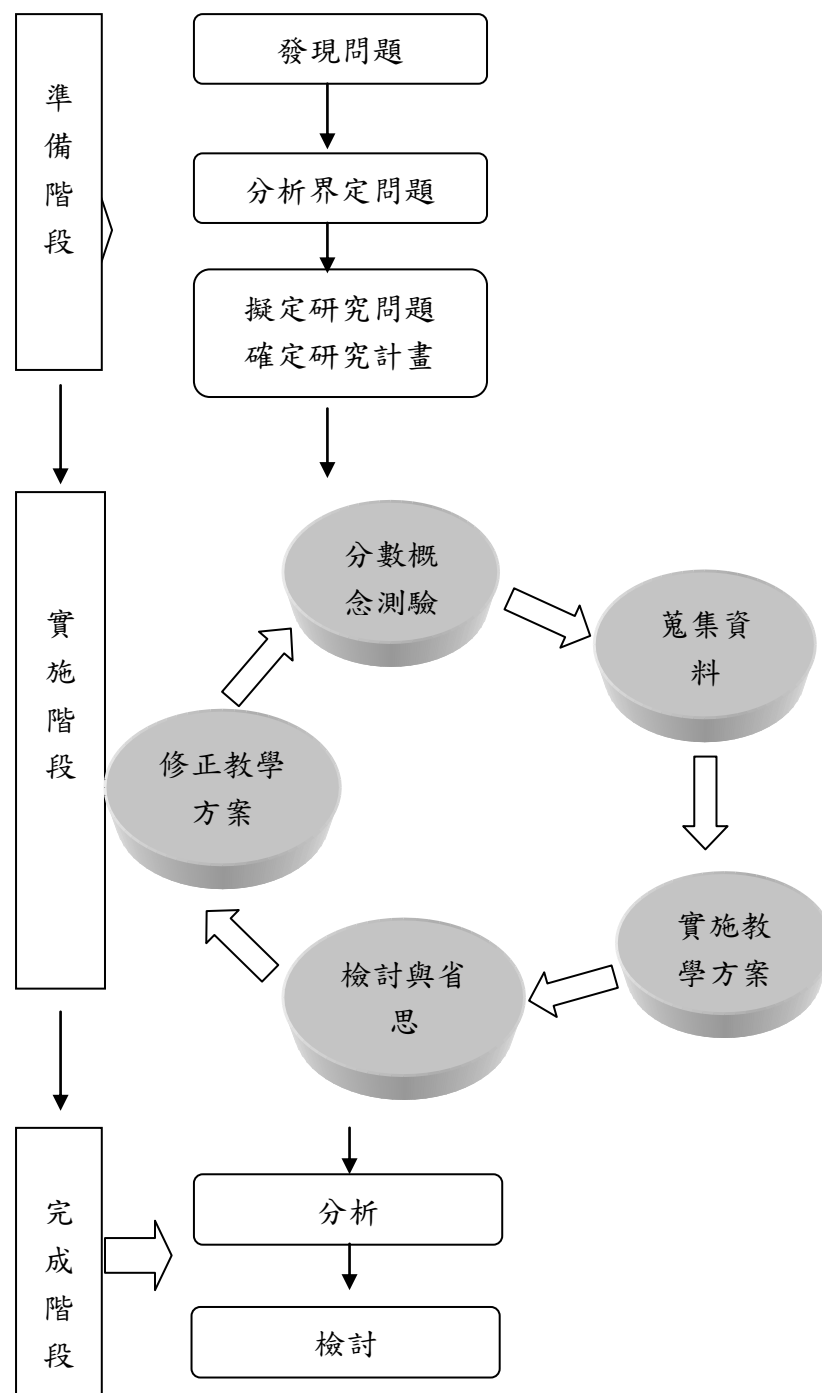 準備階段
發現問題
分析界定問題
擬定研究問題
確定研究計畫
實施階段
分數概
念測驗
蒐集資
料
實施教
學方案
檢討與省
思
修正教學
方案
完成階段
分析
檢討